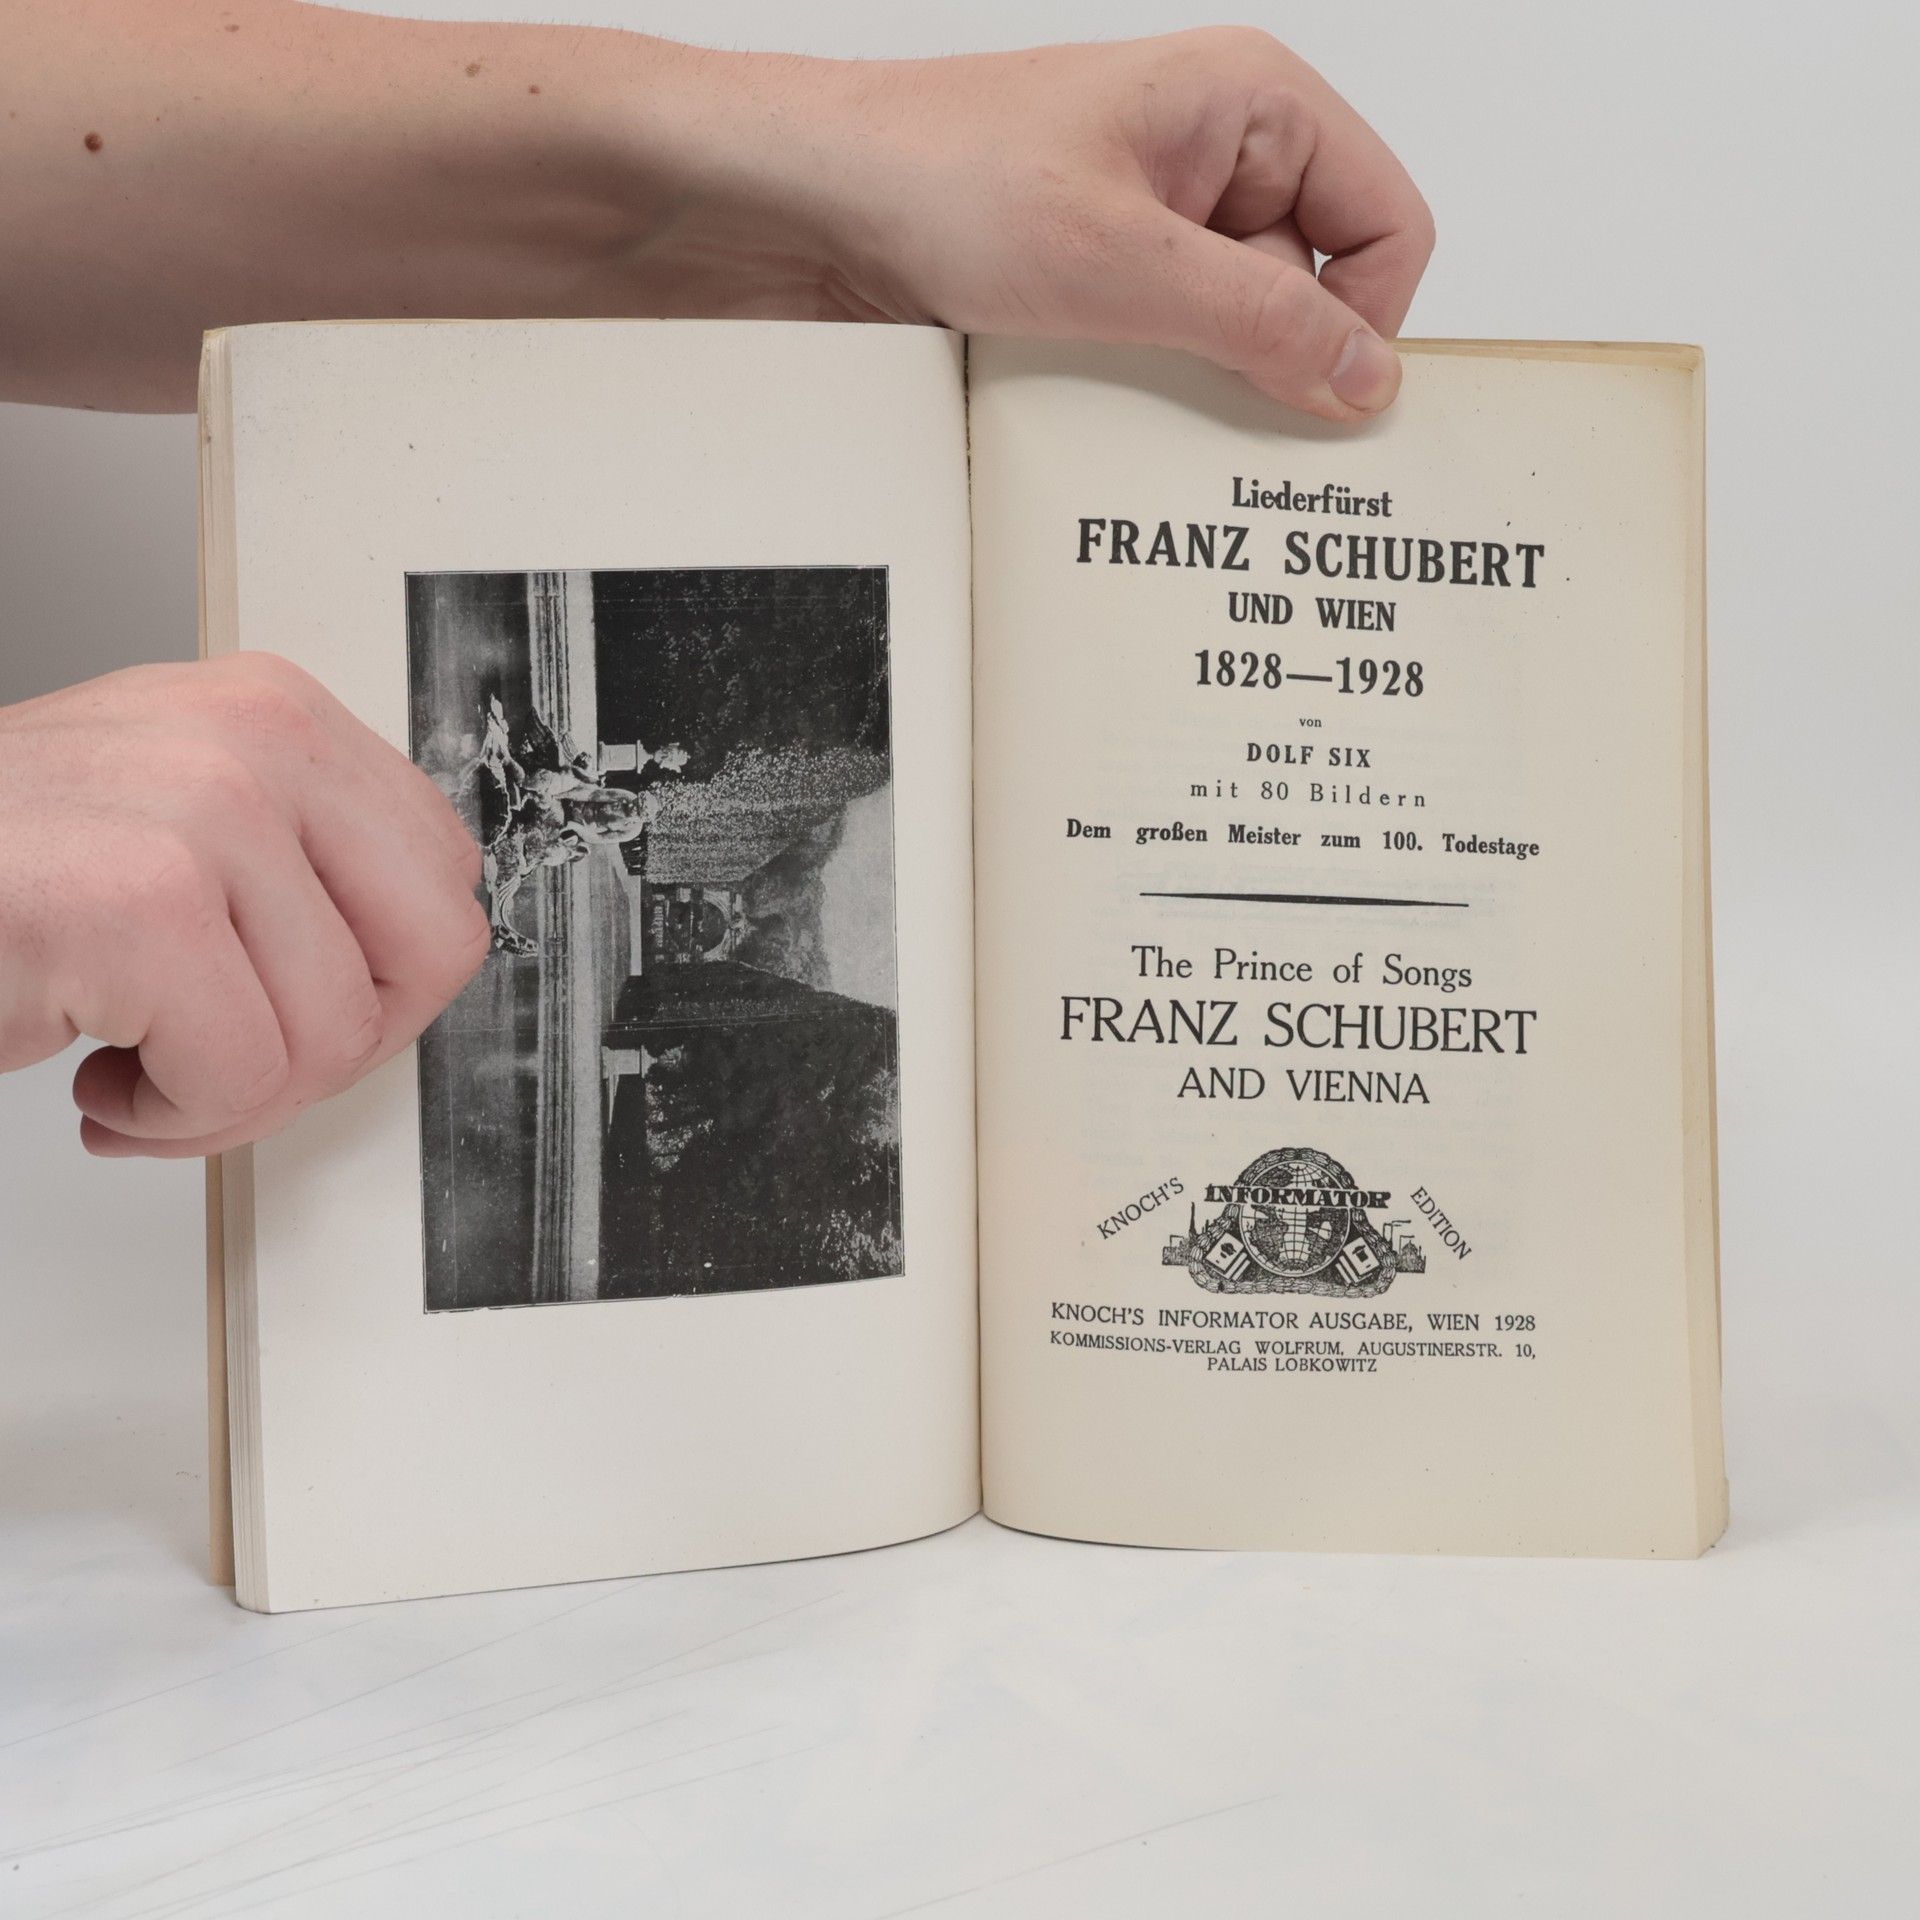 Liederfürst
FRANZ SCHUBERT
UND WIEN
1828—1928
von
DOLF SIX
mit 80 Bildern
Dem großen Meister zum 100. Todestage
The Prince of Songs
FRANZ SCHUBERT
AND VIENNA
KNOCH'S INFORMATOR EDITION
KNOCH'S INFORMATOR AUSGABE, WIEN 1928
KOMMISSIONS-VERLAG WOLFRUM, AUGUSTINERSTR. 10,
PALAIS LOBKOWITZ